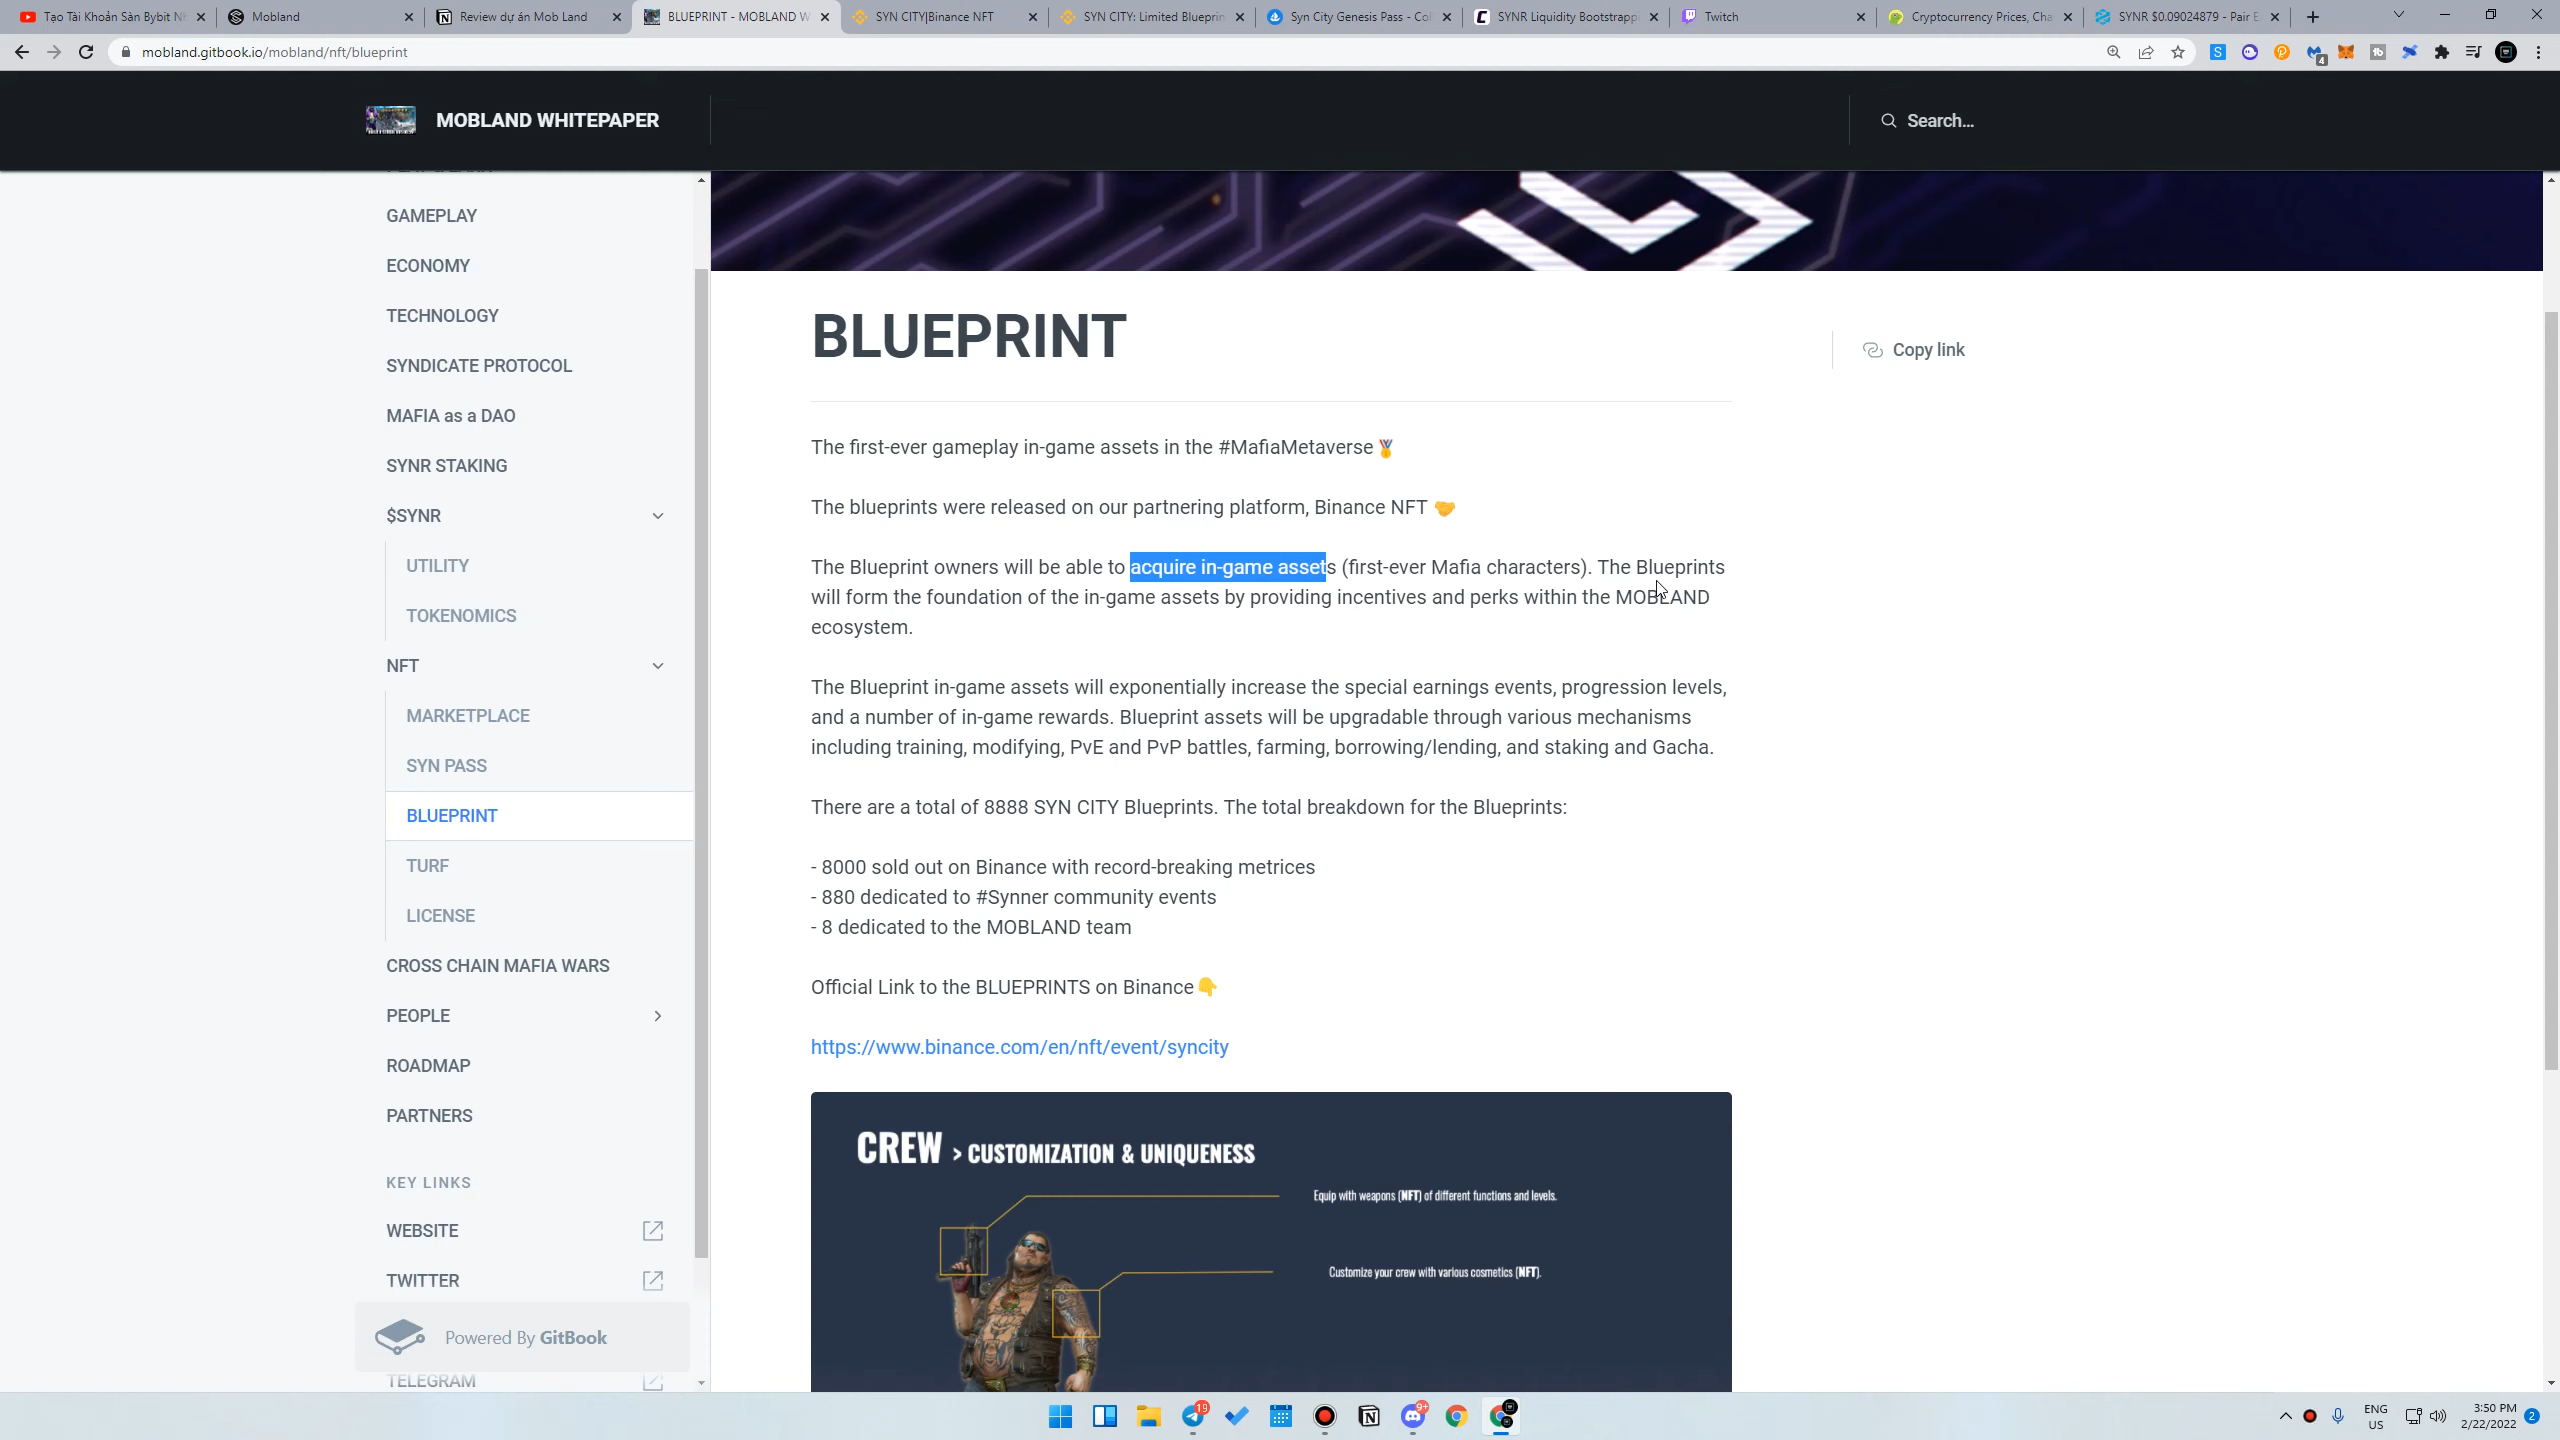 Tạo Tài Khoản Sàn Bybit Nh
Mobland
Review dự án Mob Land
BLUEPRINT - MOBLAND W
SYN CITY|Binance NFT
SYN CITY: Limited Blueprin
Syn City Genesis Pass - Col
SYNR Liquidity Bootstrapp
Twitch
Cryptocurrency Prices, Cha
SYNR $0.09024879 - Pair E
mobland.gitbook.io/mobland/nft/blueprint
4
MOBLAND WHITEPAPER
Search...
GAMEPLAY
ECONOMY
TECHNOLOGY
SYNDICATE PROTOCOL
MAFIA as a DAO
SYNR STAKING
$SYNR
UTILITY
TOKENOMICS
NFT
MARKETPLACE
SYN PASS
BLUEPRINT
TURF
LICENSE
CROSS CHAIN MAFIA WARS
PEOPLE
ROADMAP
PARTNERS
KEY LINKS
WEBSITE
TWITTER
Powered By GitBook
TELEGRAM
BLUEPRINT
Copy link
The first-ever gameplay in-game assets in the #MafiaMetaverse🏅
The blueprints were released on our partnering platform, Binance NFT 🤝
The Blueprint owners will be able to acquire in-game assets (first-ever Mafia characters). The Blueprints
will form the foundation of the in-game assets by providing incentives and perks within the MOBLAND
ecosystem.
The Blueprint in-game assets will exponentially increase the special earnings events, progression levels,
and a number of in-game rewards. Blueprint assets will be upgradable through various mechanisms
including training, modifying, PvE and PvP battles, farming, borrowing/lending, and staking and Gacha.
There are a total of 8888 SYN CITY Blueprints. The total breakdown for the Blueprints:
- 8000 sold out on Binance with record-breaking metrices
- 880 dedicated to #Synner community events
- 8 dedicated to the MOBLAND team
Official Link to the BLUEPRINTS on Binance👇
https://www.binance.com/en/nft/event/syncity
CREW > CUSTOMIZATION & UNIQUENESS
Equip with weapons (NFT) of different functions and levels.
Customize your crew with various cosmetics (NFT).
19
9+
ENG
US
3:50 PM
2/22/2022
2